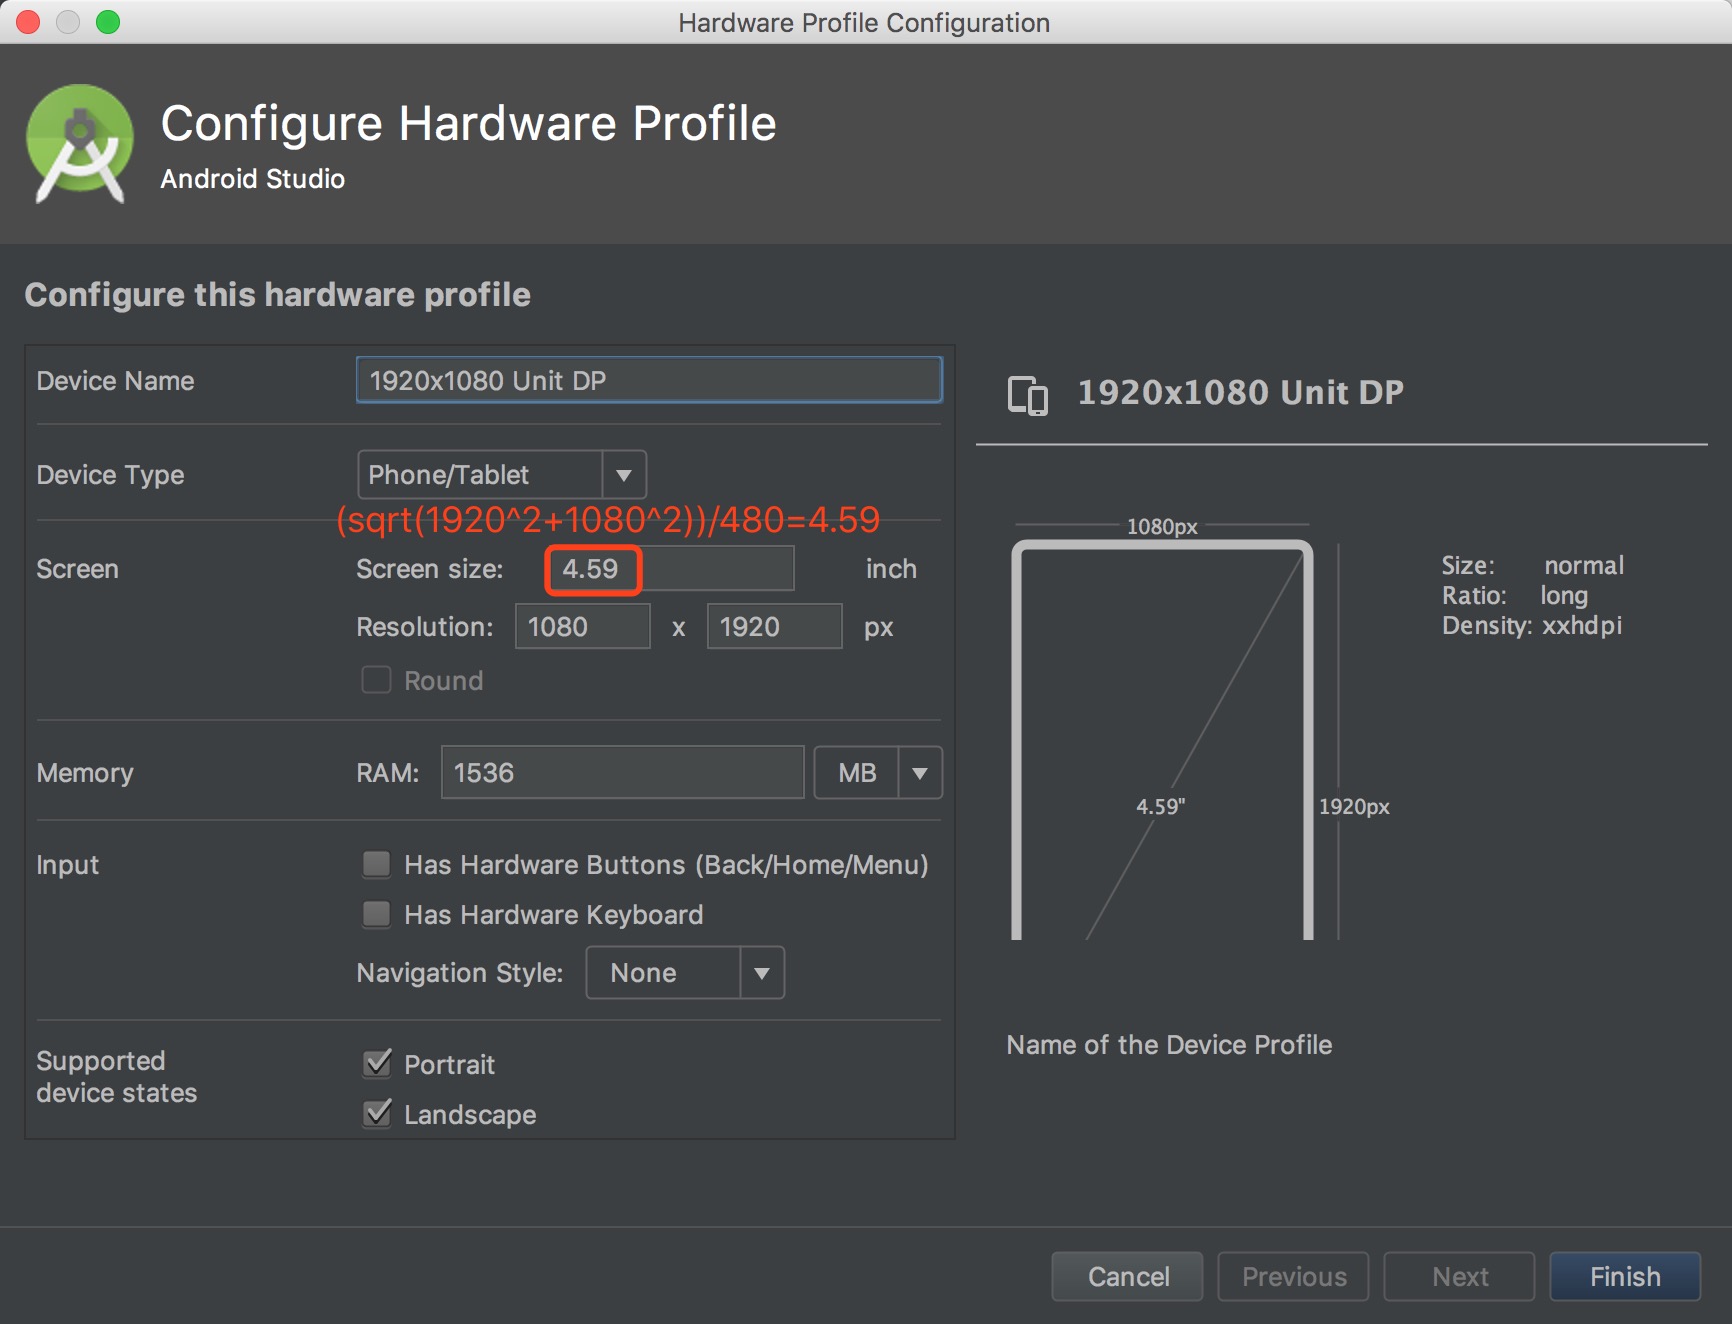 Hardware Profile Configuration
Configure Hardware Profile
Android Studio
Configure this hardware profile
Device Name
1920x1080 Unit DP
Device Type
Phone/Tablet
(sqrt(1920^2+1080^2))/480=4.59
Screen
Screen size:
4.59
inch
Resolution:
1080
x
1920
px
Round
Memory
RAM:
1536
MB
Input
Has Hardware Buttons (Back/Home/Menu)
Has Hardware Keyboard
Navigation Style:
None
Supported
device states
Portrait
Landscape
1920x1080 Unit DP
1080px
4.59"
1920px
Size: normal
Ratio: long
Density: xxhdpi
Name of the Device Profile
Cancel
Previous
Next
Finish